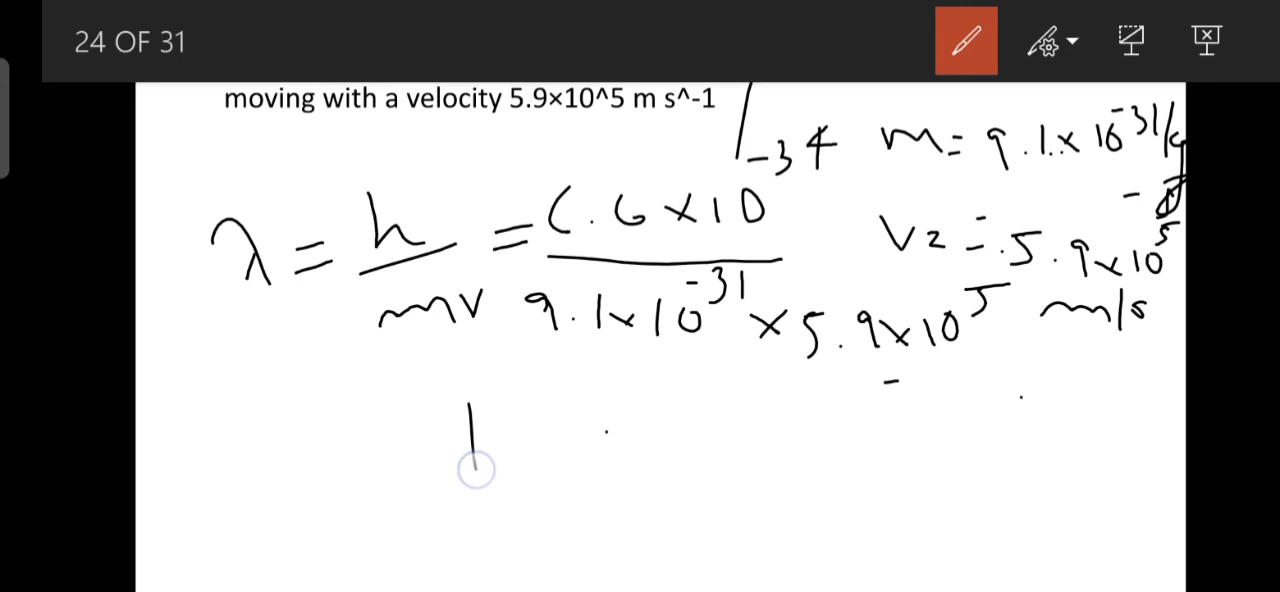 24 OF 31
moving with a velocity 5.9×10^5 m s^-1
m = 9.1 × 10^-31 kg
λ = h / mv = 6.6 × 10^-34 / 9.1 × 10^-31 × 5.9 × 10^5
v = 5.9 × 10^5
m/s